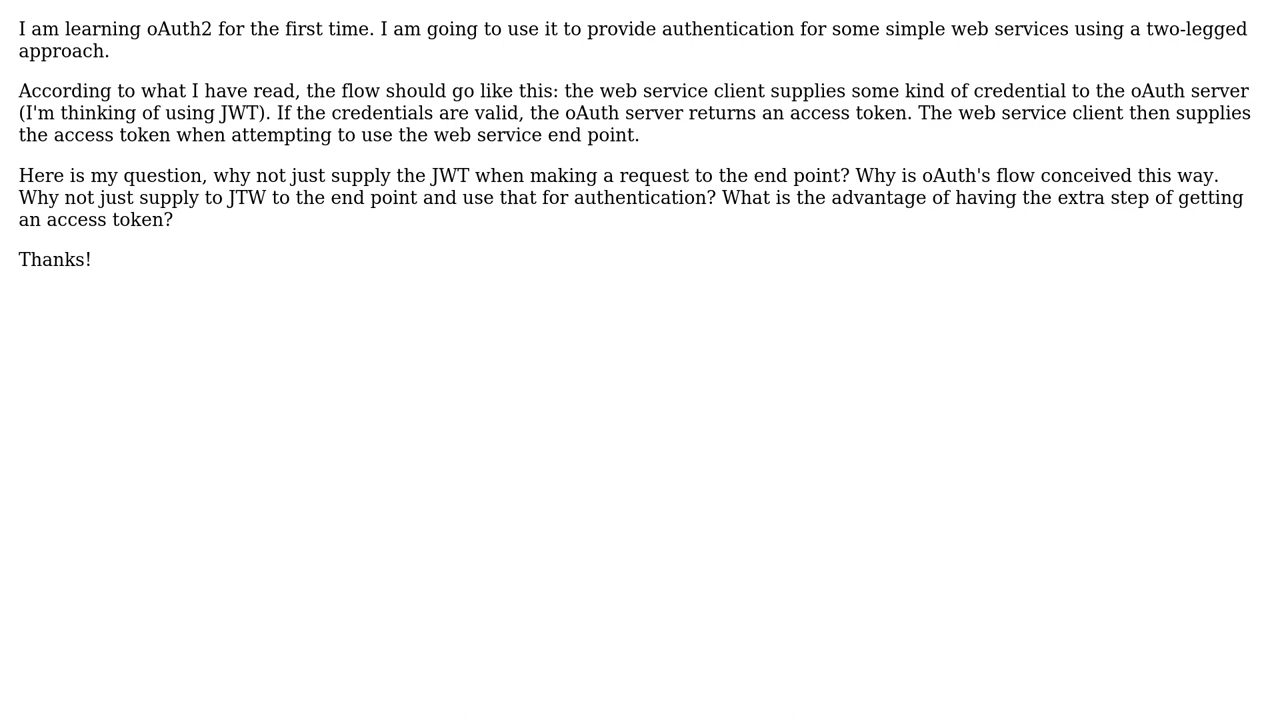 I am learning oAuth2 for the first time. I am going to use it to provide authentication for some simple web services using a two-legged
approach.
According to what I have read, the flow should go like this: the web service client supplies some kind of credential to the oAuth server
(I'm thinking of using JWT). If the credentials are valid, the oAuth server returns an access token. The web service client then supplies
the access token when attempting to use the web service end point.
Here is my question, why not just supply the JWT when making a request to the end point? Why is oAuth's flow conceived this way.
Why not just supply to JTW to the end point and use that for authentication? What is the advantage of having the extra step of getting
an access token?
Thanks!